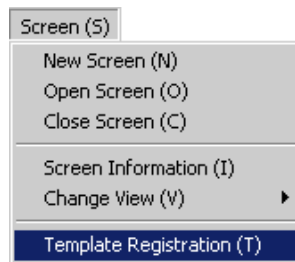 Screen (S)
New Screen (N)
Open Screen (O)
Close Screen (C)
Screen Information (I)
Change View (V)
Template Registration (T)